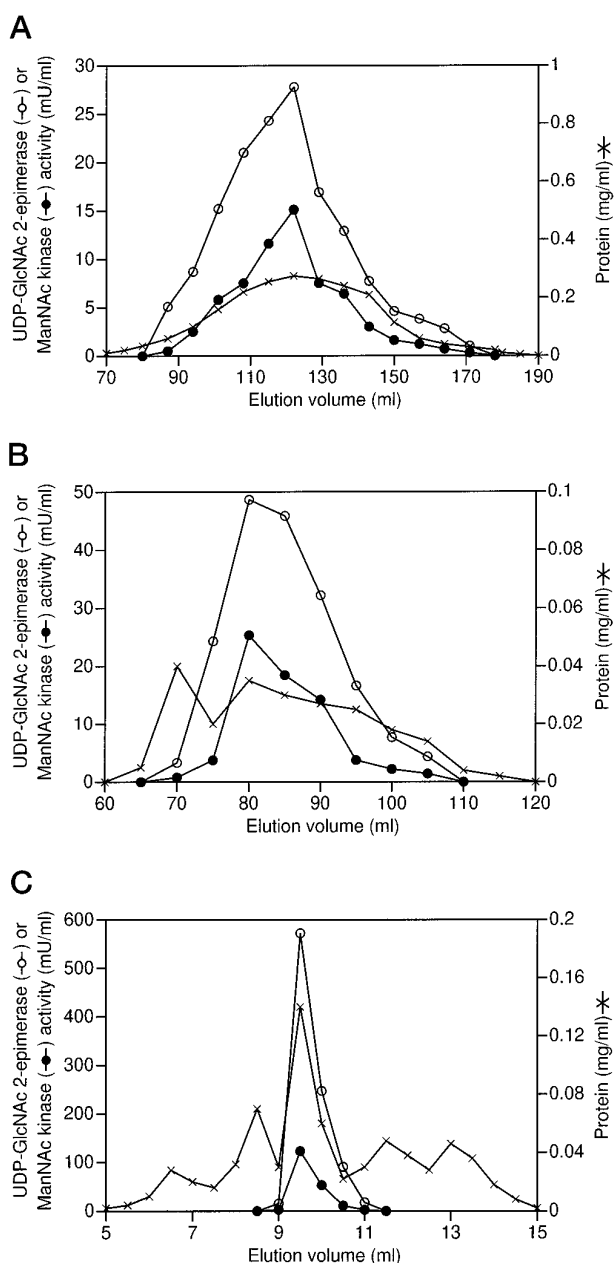 A
UDP-GlcNAc 2-epimerase (-o-) or
ManNAc kinase (-●-) activity (mU/ml)
30
25
20
15
10
5
0
1
0.8
0.6
0.4
0.2
0
Protein (mg/ml)
70 90 110 130 150 170 190
Elution volume (ml)
B
UDP-GlcNAc 2-epimerase (-o-) or
ManNAc kinase (-●-) activity (mU/ml)
50
40
30
20
10
0
0.1
0.08
0.06
0.04
0.02
0
Protein (mg/ml)
60 70 80 90 100 110 120
Elution volume (ml)
C
UDP-GlcNAc 2-epimerase (-o-) or
ManNAc kinase (-●-) activity (mU/ml)
600
500
400
300
200
100
0
0.2
0.16
0.12
0.08
0.04
0
Protein (mg/ml)
5 7 9 11 13 15
Elution volume (ml)